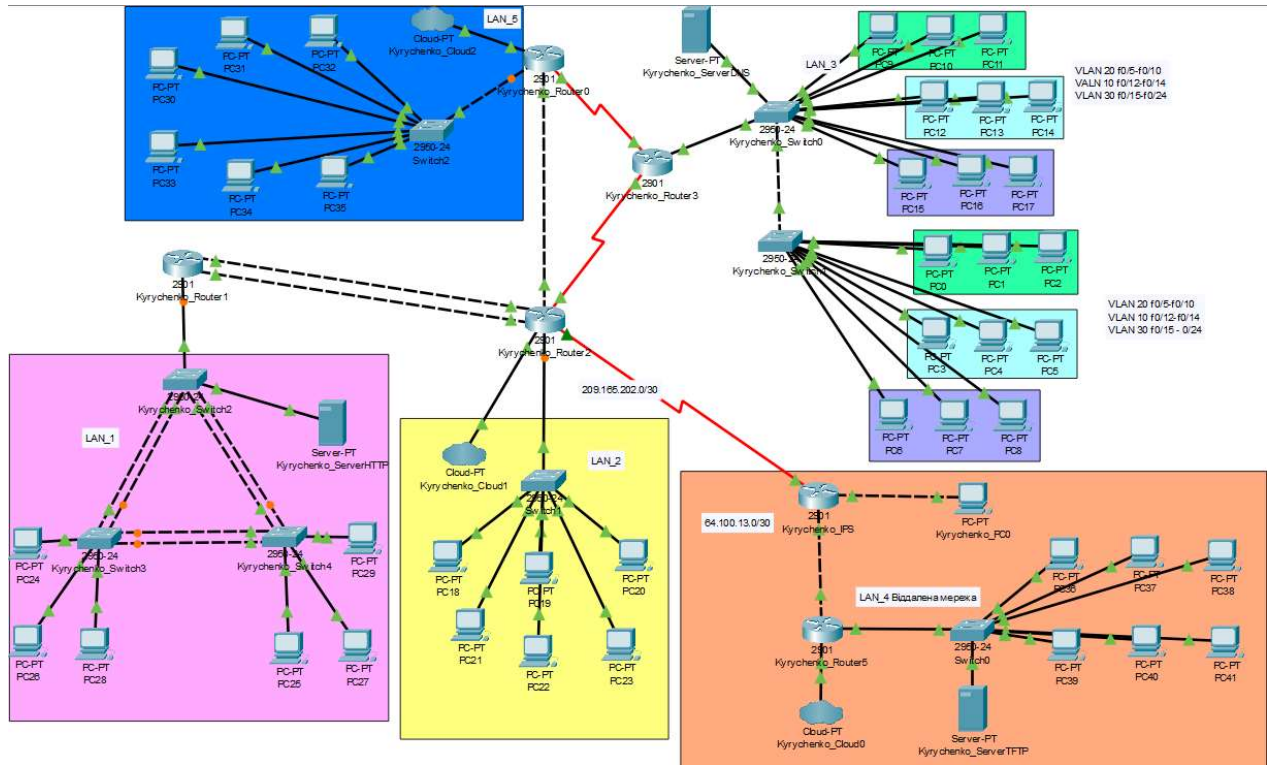 LAN_5
Cloud-PT
Kyrychenko_Cloud2
2901
Kyrychenko_Router0
PC-PT
PC31
PC-PT
PC32
PC-PT
PC30
PC-PT
PC33
PC-PT
PC34
PC-PT
PC35
2950-24
Switch2
Server-PT
Kyrychenko_ServerDNS
LAN_3
PC-PT
PC9
PC-PT
PC10
PC-PT
PC11
VLAN 20 f0/5-f0/10
VALN 10 f0/12-f0/14
VLAN 30 f0/15-f0/24
PC-PT
PC12
PC-PT
PC13
PC-PT
PC14
2950-24
Kyrychenko_Switch0
2901
Kyrychenko_Router3
PC-PT
PC15
PC-PT
PC16
PC-PT
PC17
2950-24
PC-PT
PC0
PC-PT
PC1
PC-PT
PC2
VLAN 20 f0/5-f0/10
VLAN 10 f0/12-f0/14
VLAN 30 f0/15 - 0/24
PC-PT
PC3
PC-PT
PC4
PC-PT
PC5
PC-PT
PC6
PC-PT
PC7
PC-PT
PC8
2901
Kyrychenko_Router1
2901
Kyrychenko_Router2
209.165.202.0/30
2950-24
Kyrychenko_Switch2
LAN_1
Server-PT
Kyrychenko_ServerHTTP
2950-24
Kyrychenko_Switch3
2950-24
Kyrychenko_Switch4
PC-PT
PC24
PC-PT
PC29
PC-PT
PC26
PC-PT
PC28
PC-PT
PC25
PC-PT
PC27
LAN_2
Cloud-PT
Kyrychenko_Cloud1
2950-24
Switch1
PC-PT
PC18
PC-PT
PC19
PC-PT
PC20
PC-PT
PC21
PC-PT
PC22
PC-PT
PC23
64.100.13.0/30
2901
Kyrychenko_IPS
PC-PT
Kyrychenko_PC0
LAN_4 Віддалена мережа
2901
Kyrychenko_Router5
2950-24
Switch0
PC-PT
PC36
PC-PT
PC37
PC-PT
PC38
PC-PT
PC39
PC-PT
PC40
PC-PT
PC41
Cloud-PT
Kyrychenko_Cloud0
Server-PT
Kyrychenko_ServerTFTP